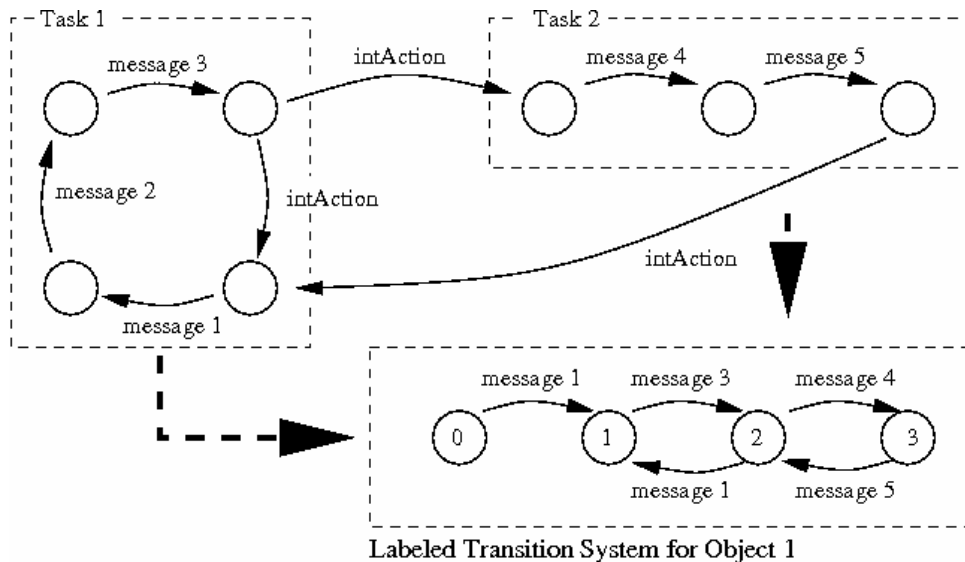 Task 1
Task 2
message 3
intAction
message 4
message 5
message 2
intAction
intAction
message 1
message 1
message 3
message 4
0
1
2
3
message 1
message 5
Labeled Transition System for Object 1